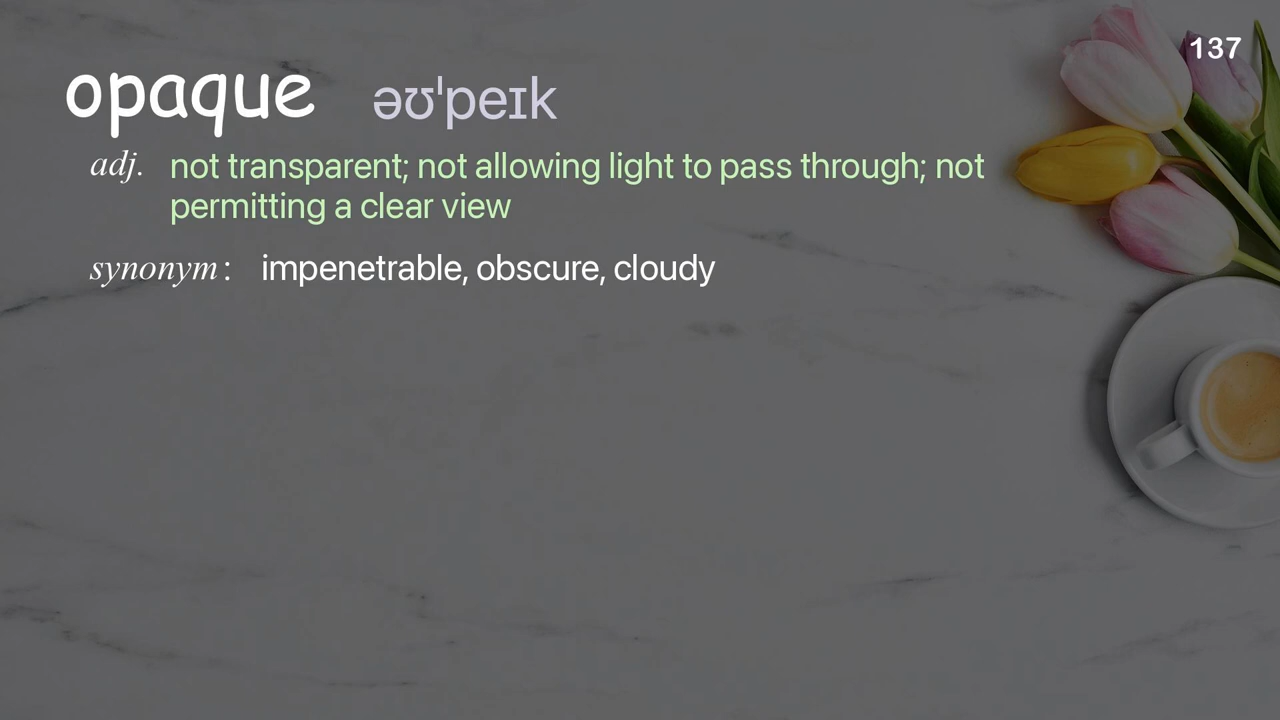 137
opaque əʊˈpeɪk
adj. not transparent; not allowing light to pass through; not
permitting a clear view
synonym : impenetrable, obscure, cloudy